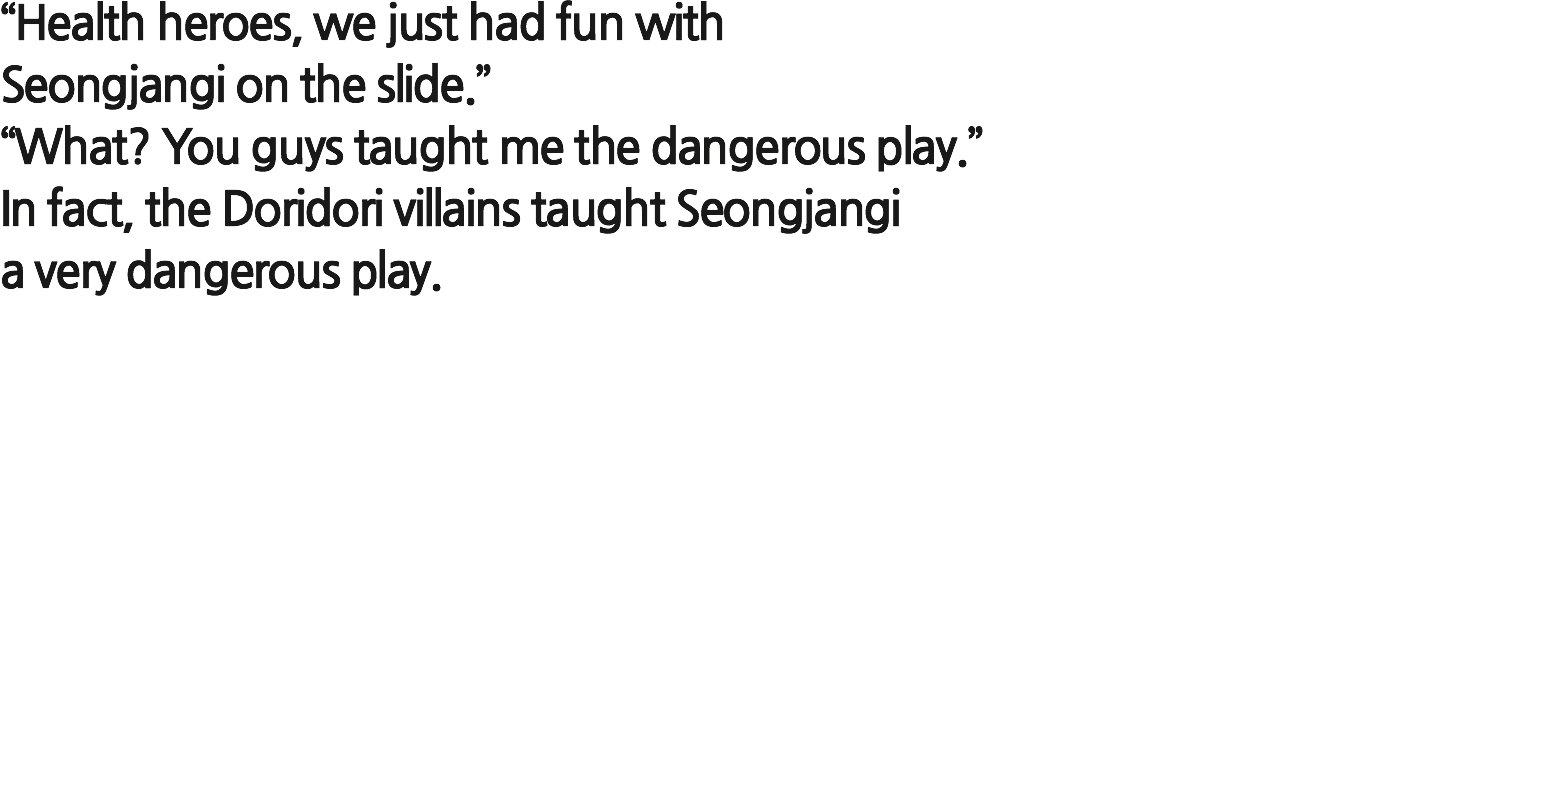 “Health heroes, we just had fun with
Seongjangi on the slide.”
“What? You guys taught me the dangerous play.”
In fact, the Doridori villains taught Seongjangi
a very dangerous play.